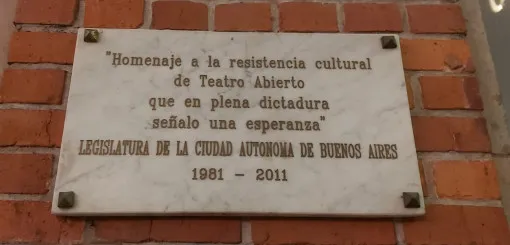 "Homenaje a la resistencia cultural
de Teatro Abierto
que en plena dictadura
señalo una esperanza"
LEGISLATURA DE LA CIUDAD AUTONOMA DE BUENOS AIRES
1981 - 2011